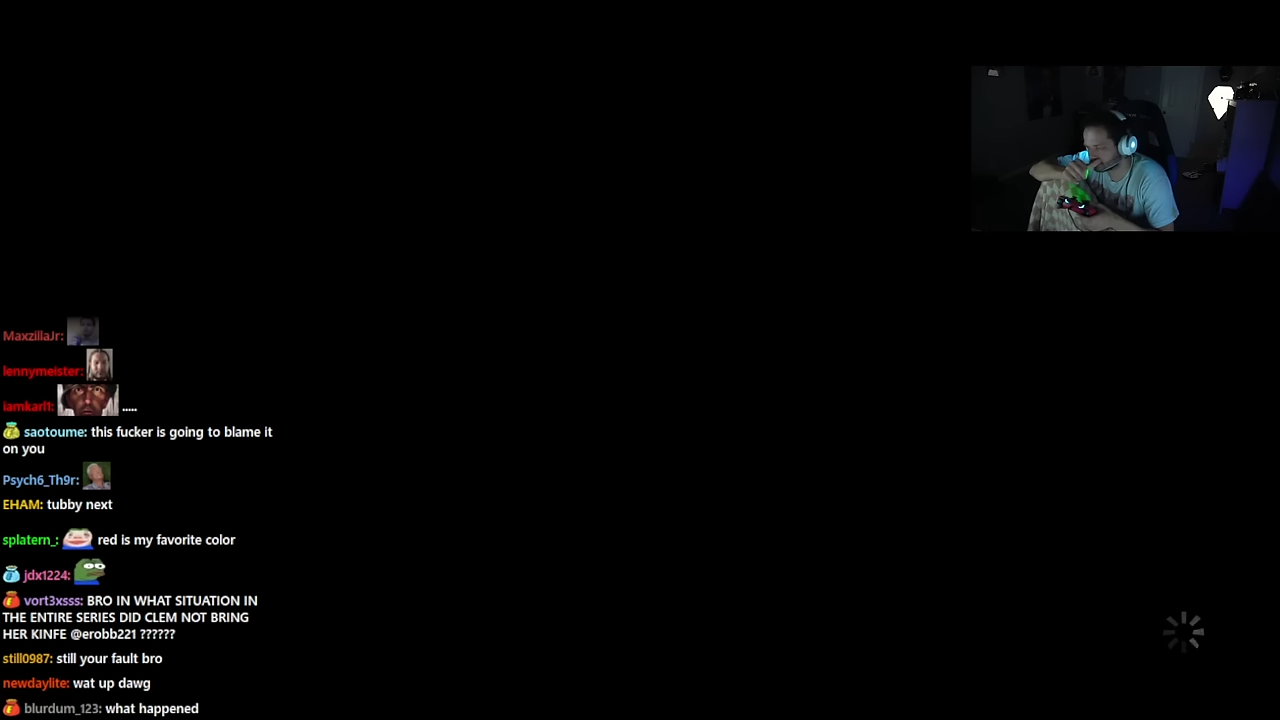 MaxzillaJr:
lennymeister:
iamkarl1: .....
saotoume: this fucker is going to blame it
on you
Psych6_Th9r:
EHAM: tubby next
splatern_: red is my favorite color
jdx1224:
vort3xsss: BRO IN WHAT SITUATION IN
THE ENTIRE SERIES DID CLEM NOT BRING
HER KINFE @erobb221 ??????
still0987: still your fault bro
newdaylite: wat up dawg
blurdum_123: what happened